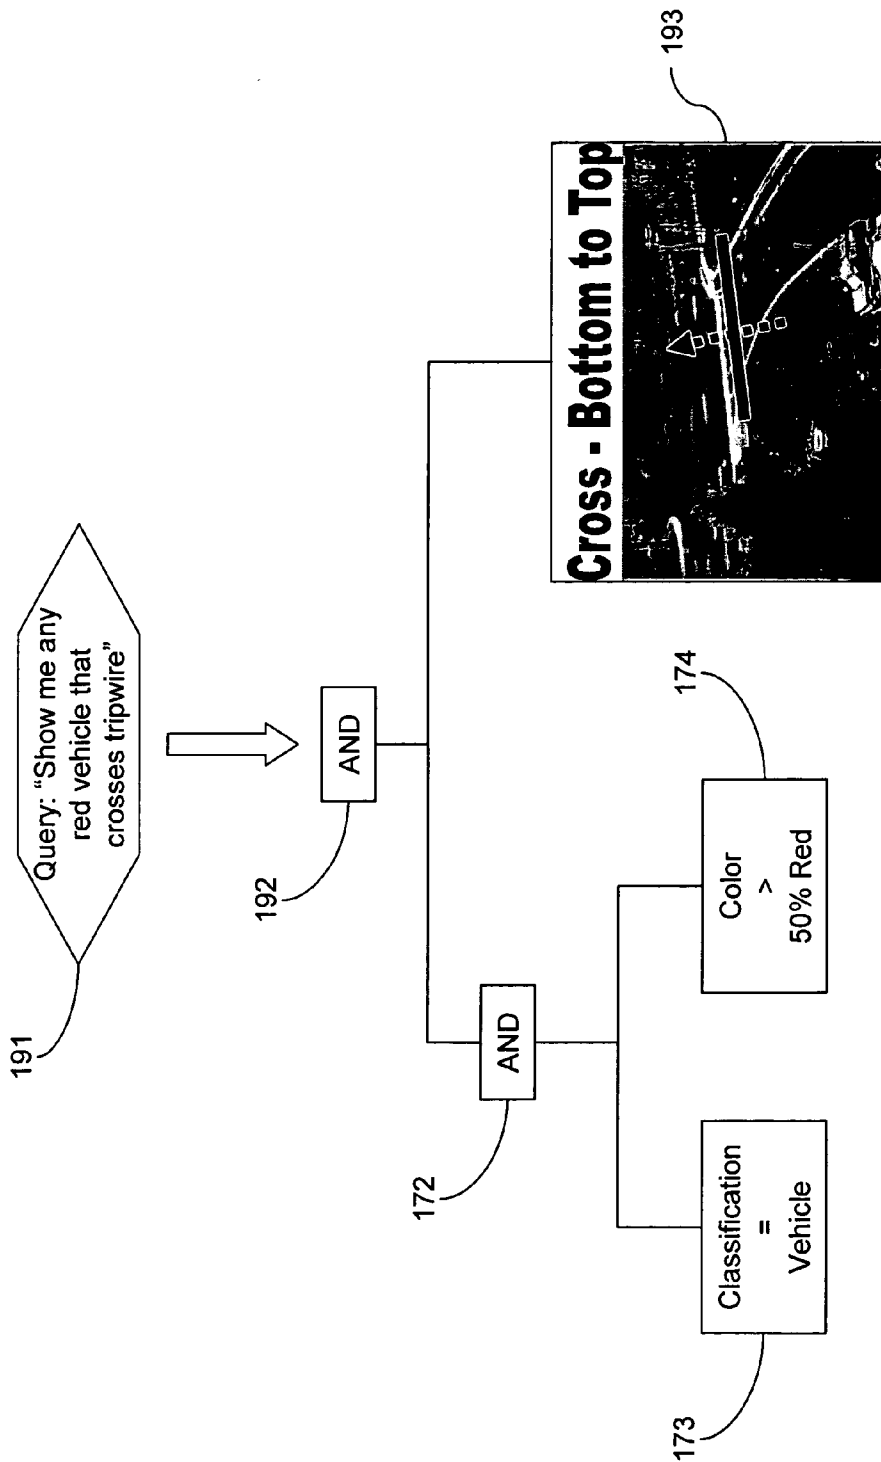 191
Query: “Show me any
red vehicle that
crosses tripwire”
192
AND
172
AND
173
Classification
=
Vehicle
174
Color
>
50% Red
193
Cross - Bottom to Top